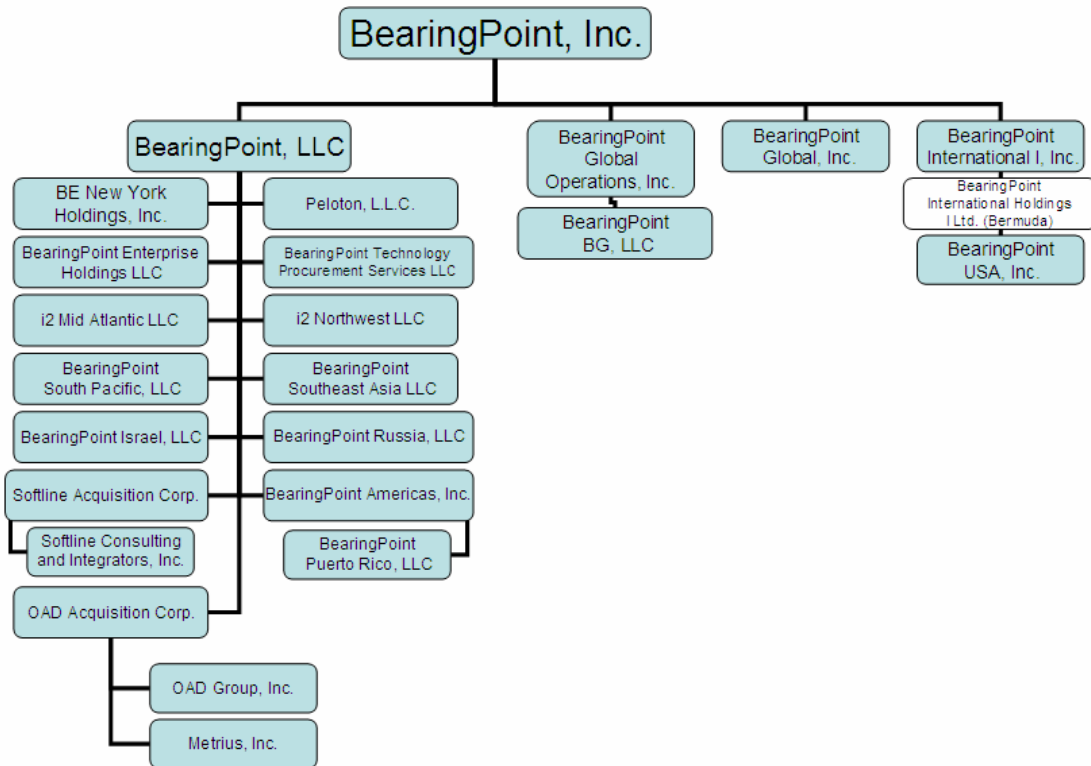 BearingPoint, Inc.
BearingPoint, LLC
BearingPoint
Global
Operations, Inc.
BearingPoint
Global, Inc.
BearingPoint
International I, Inc.
BE New York
Holdings, Inc.
Peloton, L.L.C.
BearingPoint
BG, LLC
BearingPoint
International Holdings
I Ltd. (Bermuda)
BearingPoint Enterprise
Holdings LLC
BearingPoint Technology
Procurement Services LLC
BearingPoint
USA, Inc.
i2 Mid Atlantic LLC
i2 Northwest LLC
BearingPoint
South Pacific, LLC
BearingPoint
Southeast Asia LLC
BearingPoint Israel, LLC
BearingPoint Russia, LLC
Softline Acquisition Corp.
BearingPoint Americas, Inc.
Softline Consulting
and Integrators, Inc.
BearingPoint
Puerto Rico, LLC
OAD Acquisition Corp.
OAD Group, Inc.
Metrius, Inc.